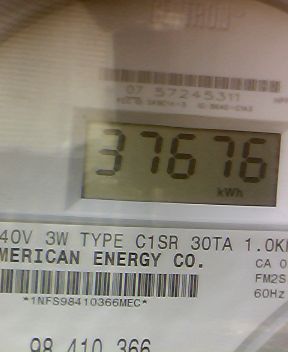 07 57245311
37676
kWh
40V 3W TYPE C1SR 30TA 1.0K
MERICAN ENERGY CO.
CA 0
FM2S
60Hz
*1NFS98410366MEC*
98 410 366